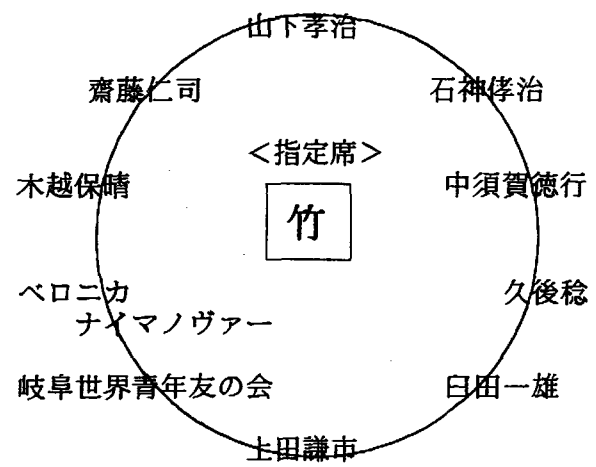 山下孝治
齋藤仁司
石神侾治
＜指定席＞
木越保晴
中須賀徳行
竹
ベロニカ
ナイマノヴァー
久後稔
岐阜世界青年友の会
臼田一雄
上田謙市